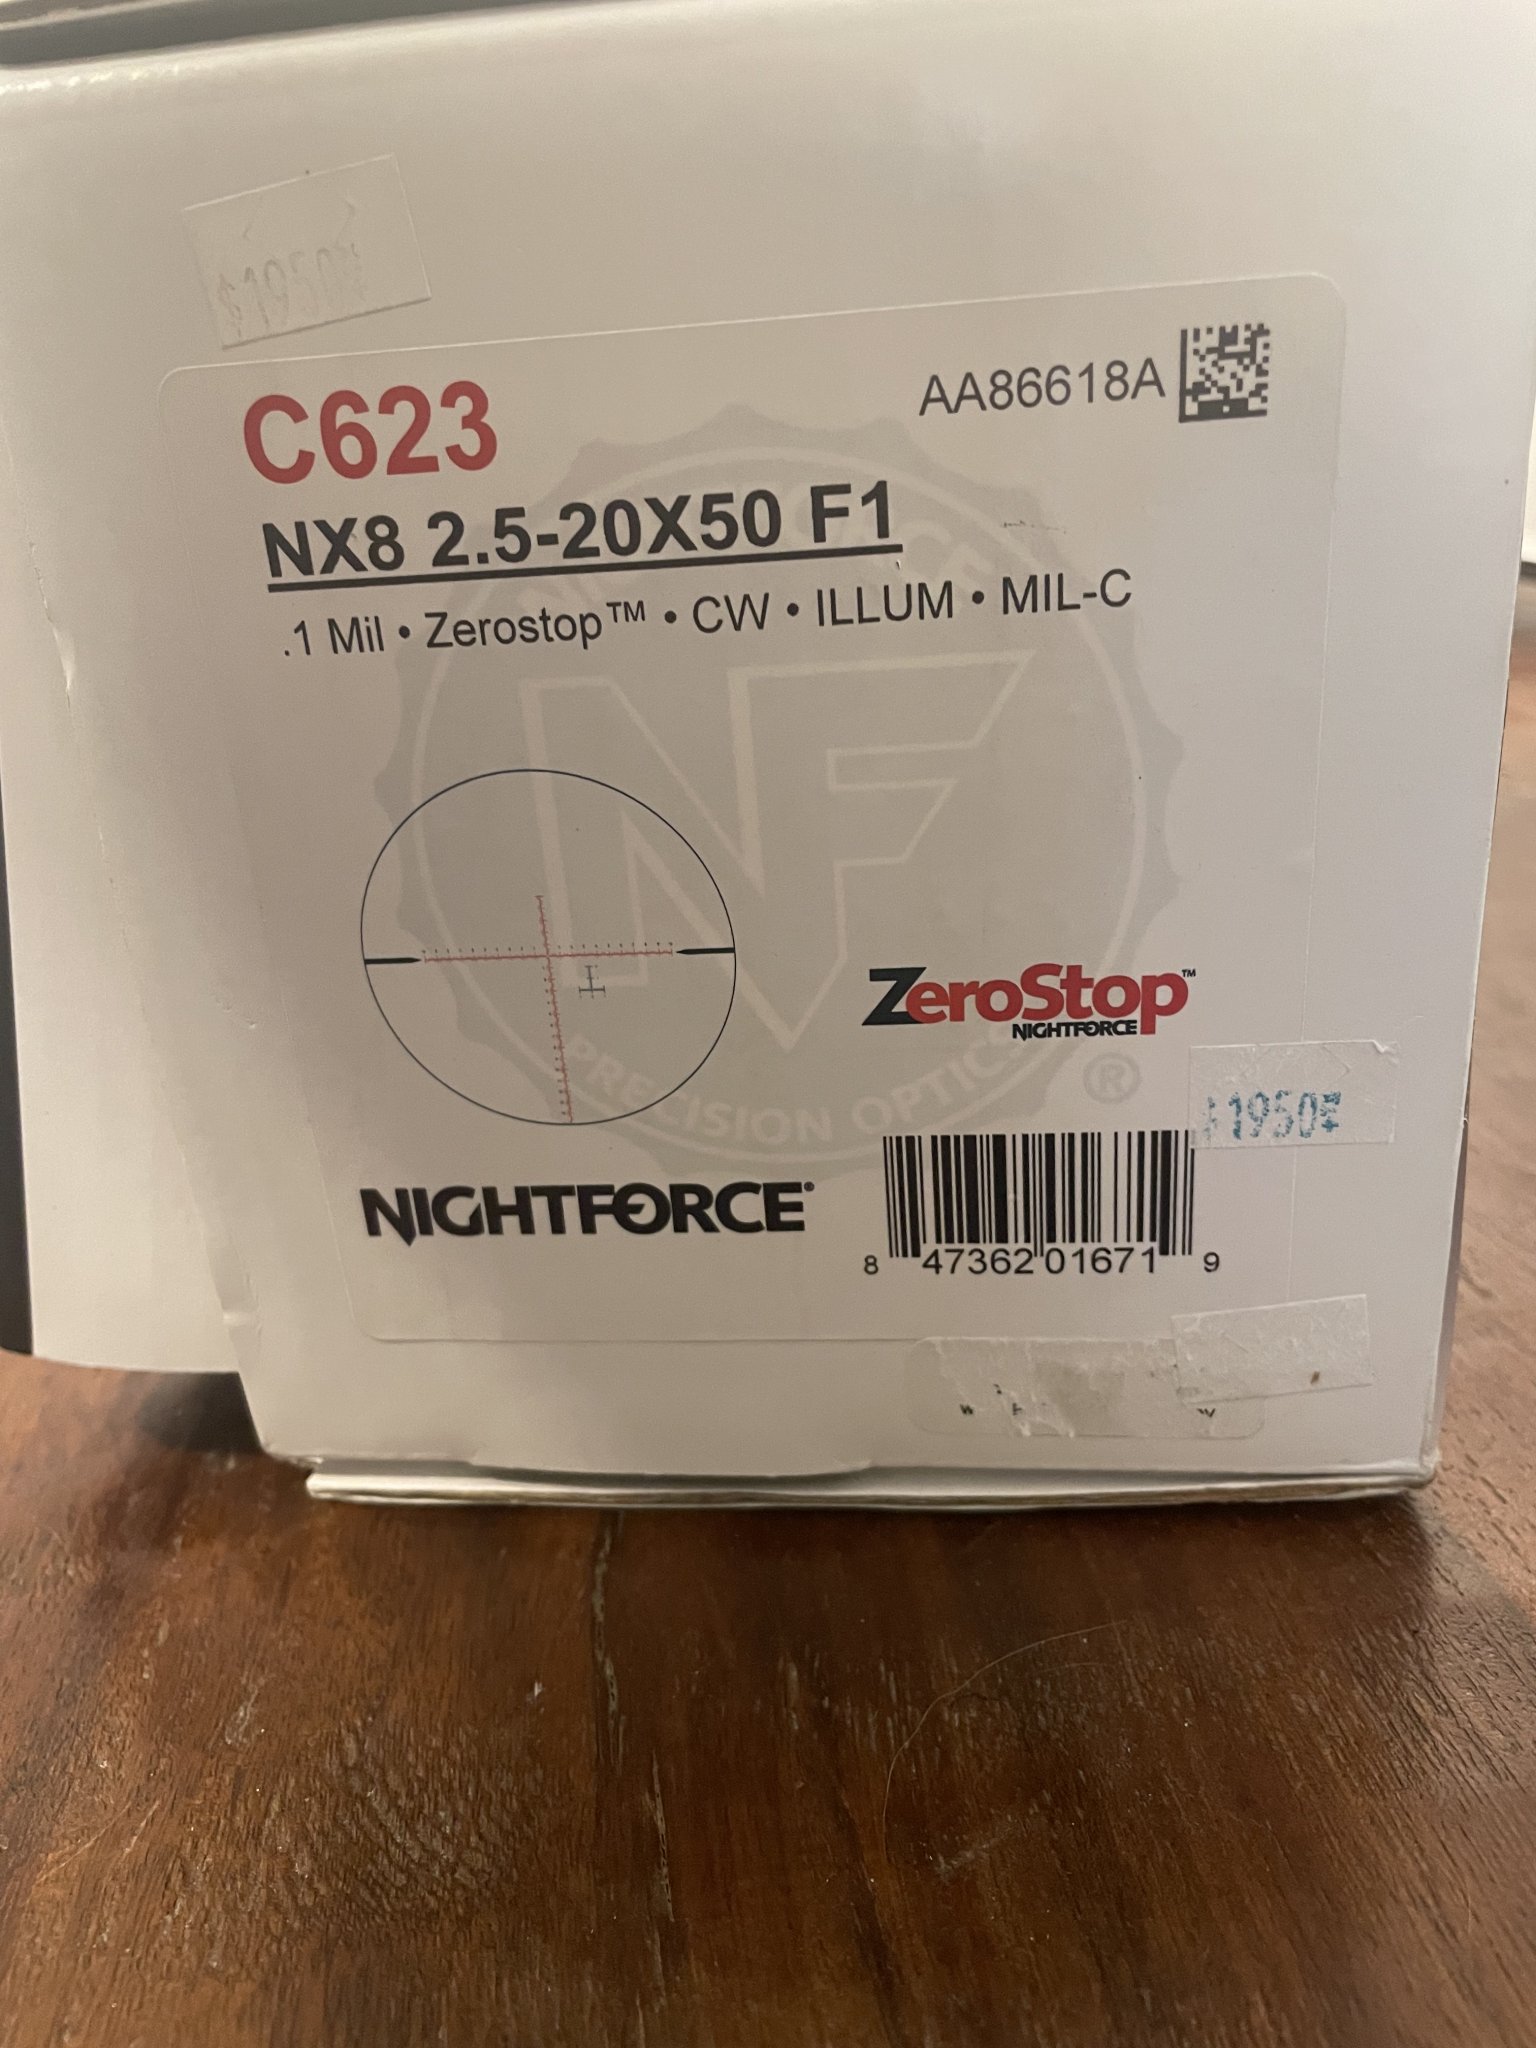 $1950
C623
AA86618A
NX8 2.5-20X50 F1
.1 Mil • Zerostop™ • CW • ILLUM • MIL-C
NF
PRECISION OPTICS
®
ZeroStop™
NIGHTFORCE
$1950
NIGHTFORCE®
8 47362 01671 9